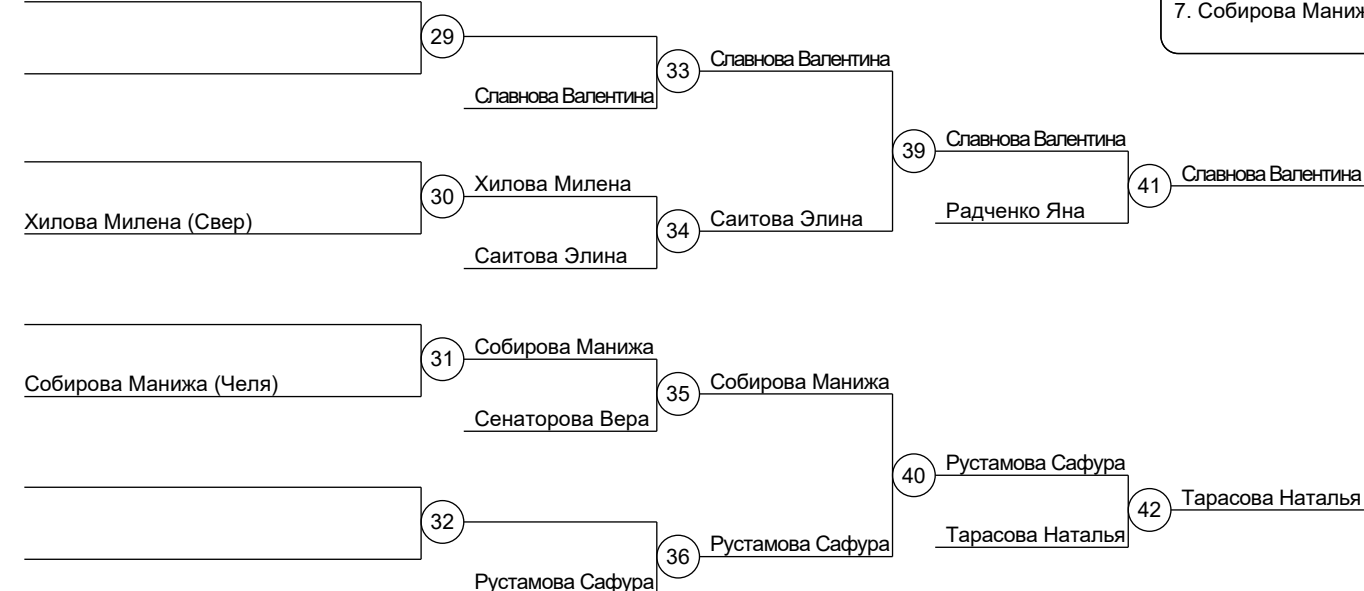 7. Собирова Маниж
29
Славнова Валентина
33
Славнова Валентина
Хилова Милена (Свер)
30
Хилова Милена
Саитова Элина
34
Саитова Элина
39
Славнова Валентина
Радченко Яна
41
Славнова Валентина
Собирова Манижа (Челя)
31
Собирова Манижа
Сенаторова Вера
35
Собирова Манижа
32
Рустамова Сафура
36
Рустамова Сафура
40
Рустамова Сафура
Тарасова Наталья
42
Тарасова Наталья